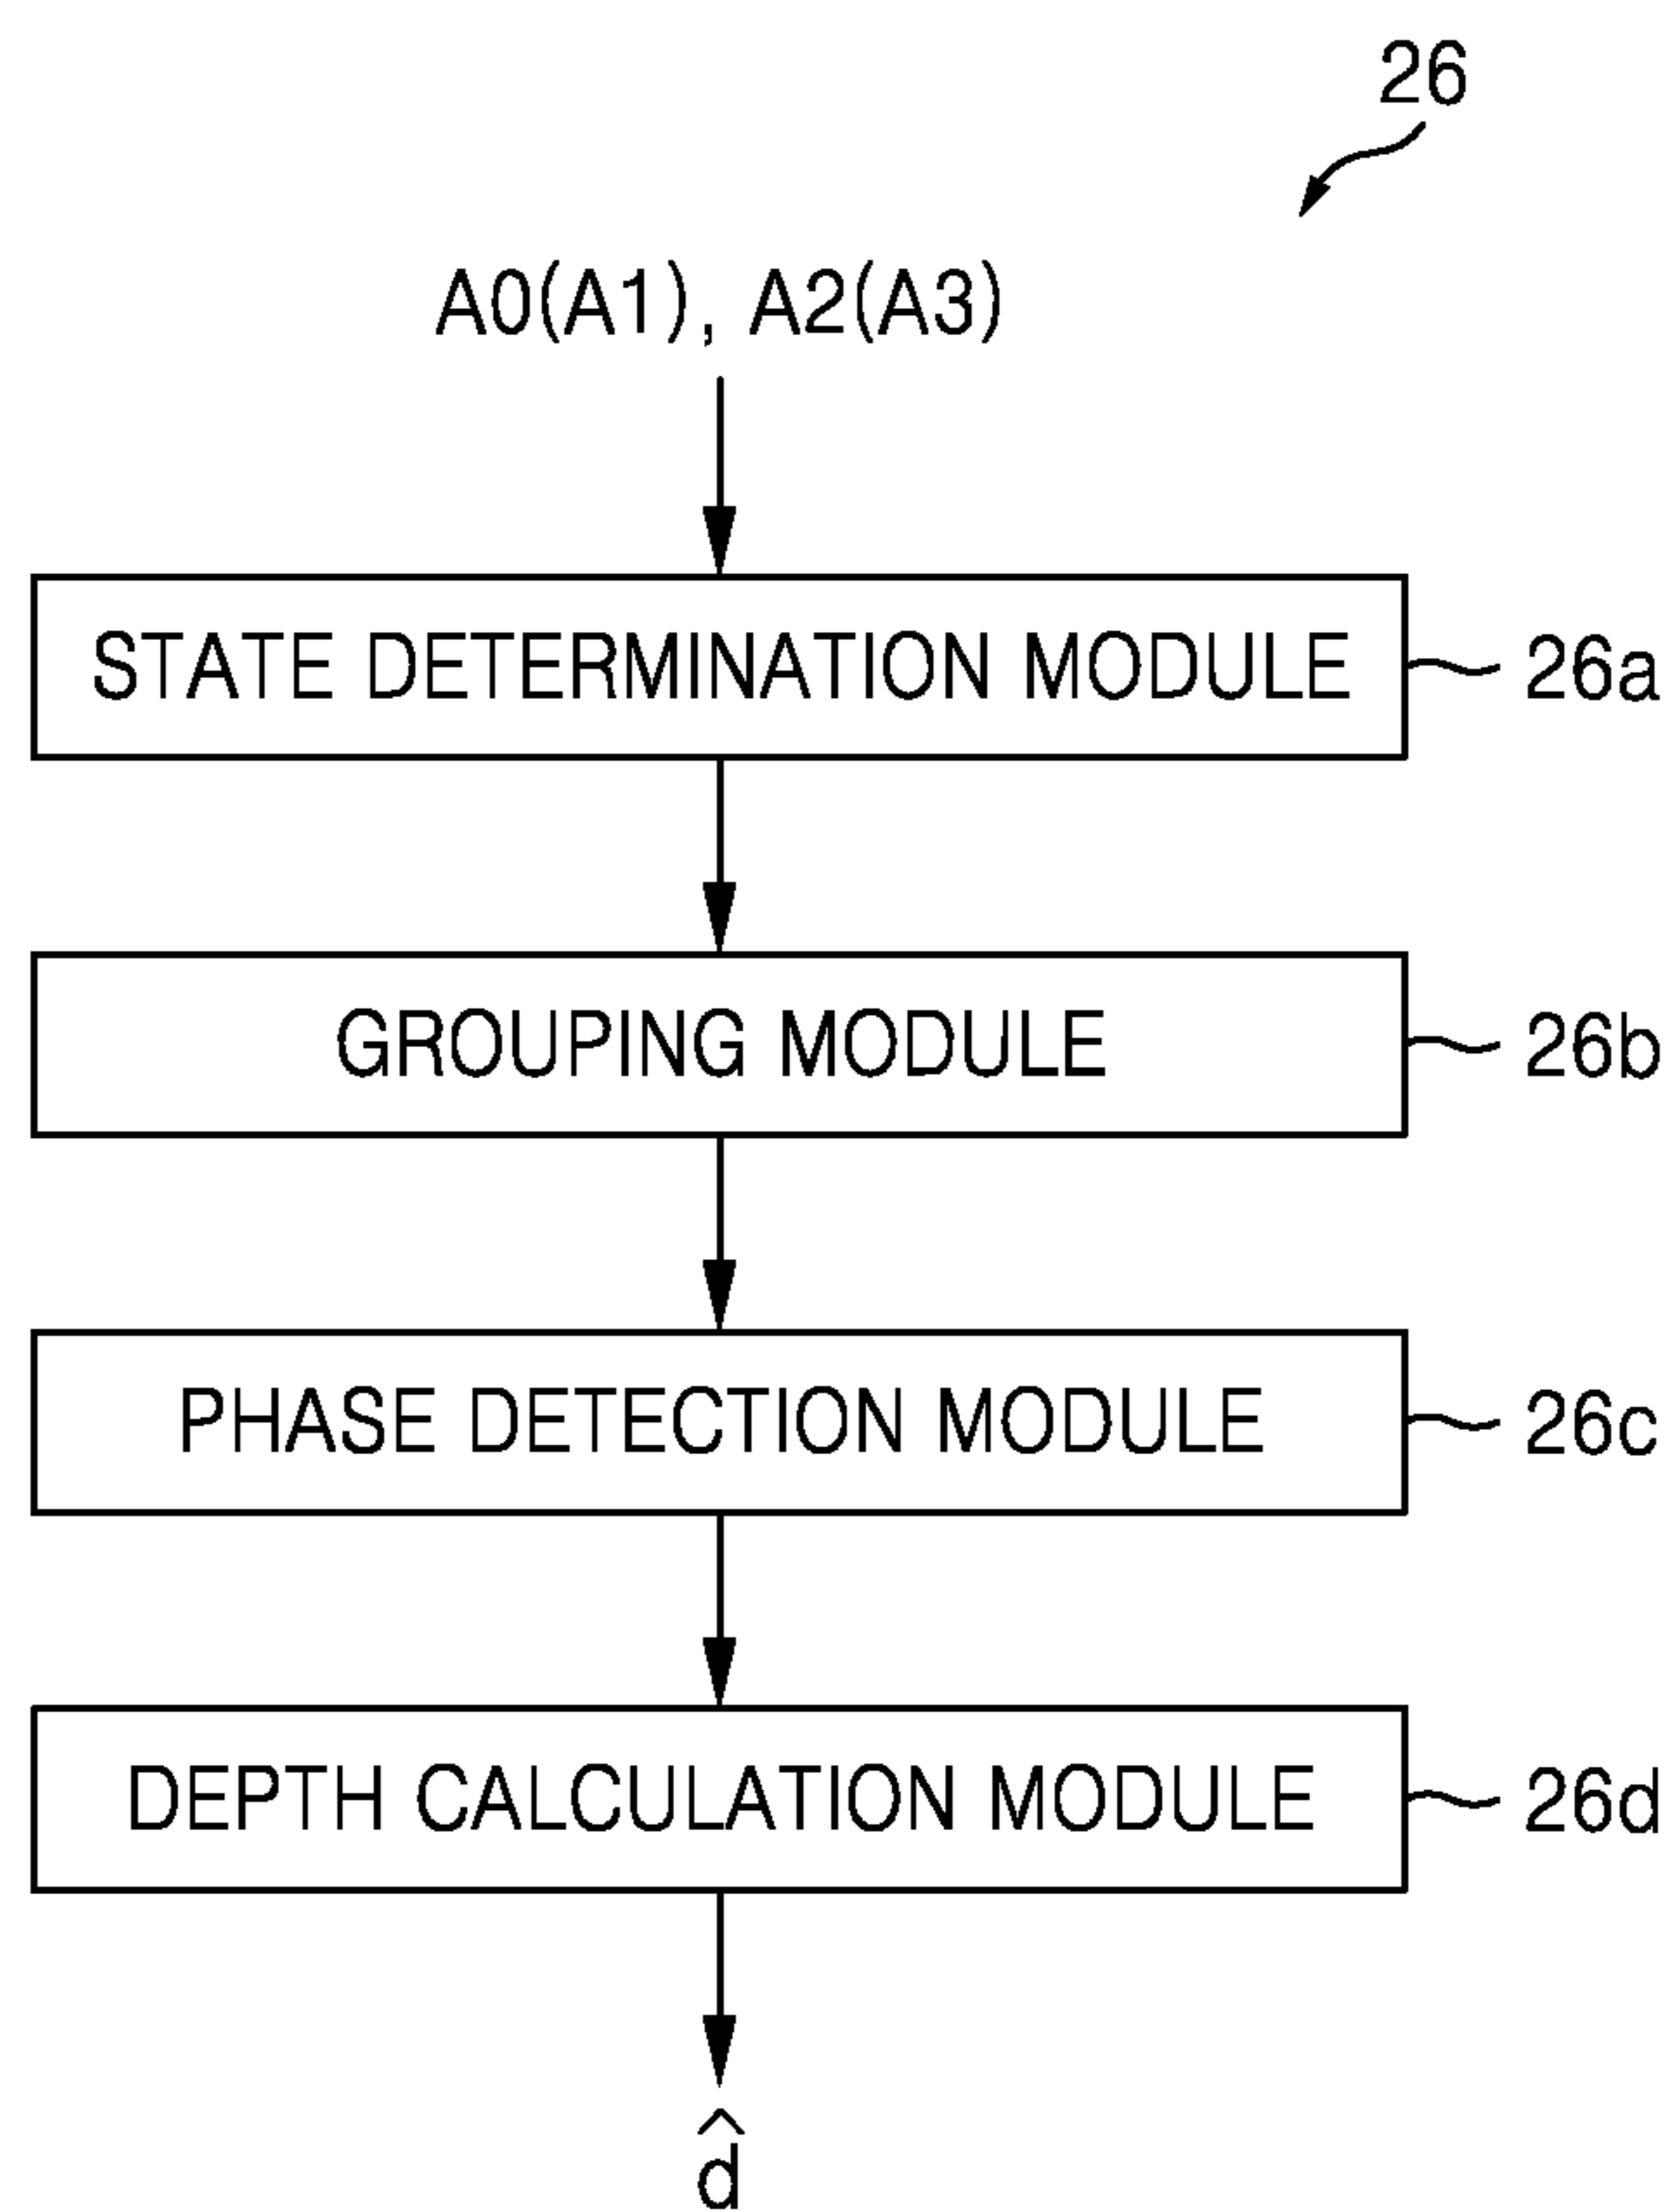 26
A0(A1), A2(A3)
STATE DETERMINATION MODULE 26a
GROUPING MODULE 26b
PHASE DETECTION MODULE 26c
DEPTH CALCULATION MODULE 26d
d̂